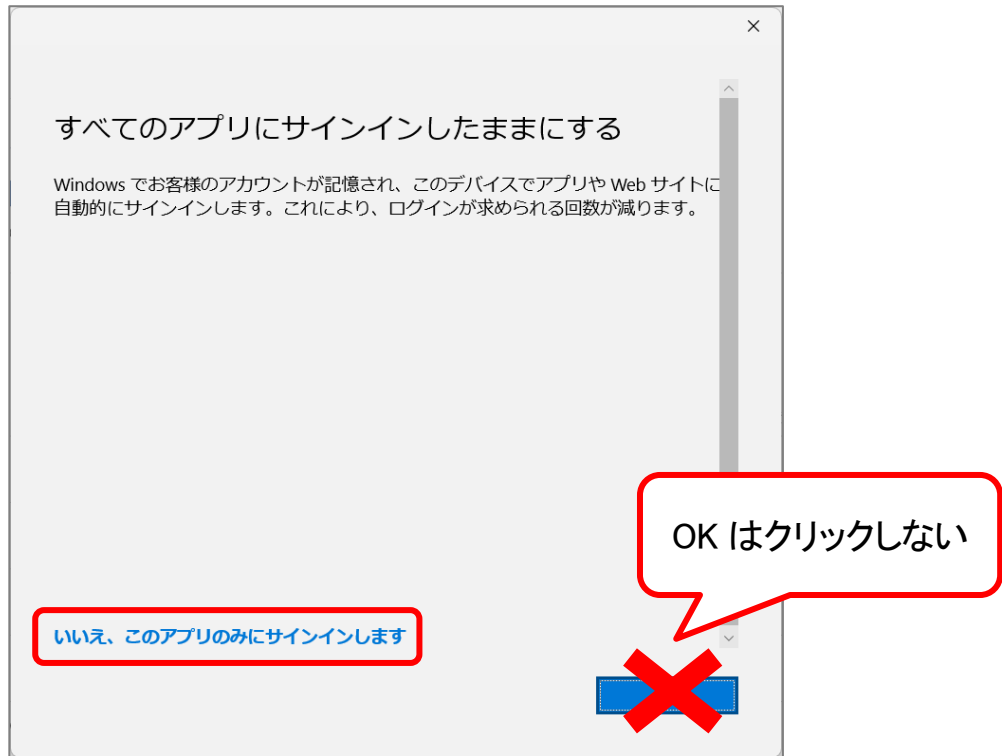 すべてのアプリにサインインしたままにする
Windows でお客様のアカウントが記憶され、このデバイスでアプリや Web サイトに
自動的にサインインします。これにより、ログインが求められる回数が減ります。
OK はクリックしない
いいえ、このアプリのみにサインインします